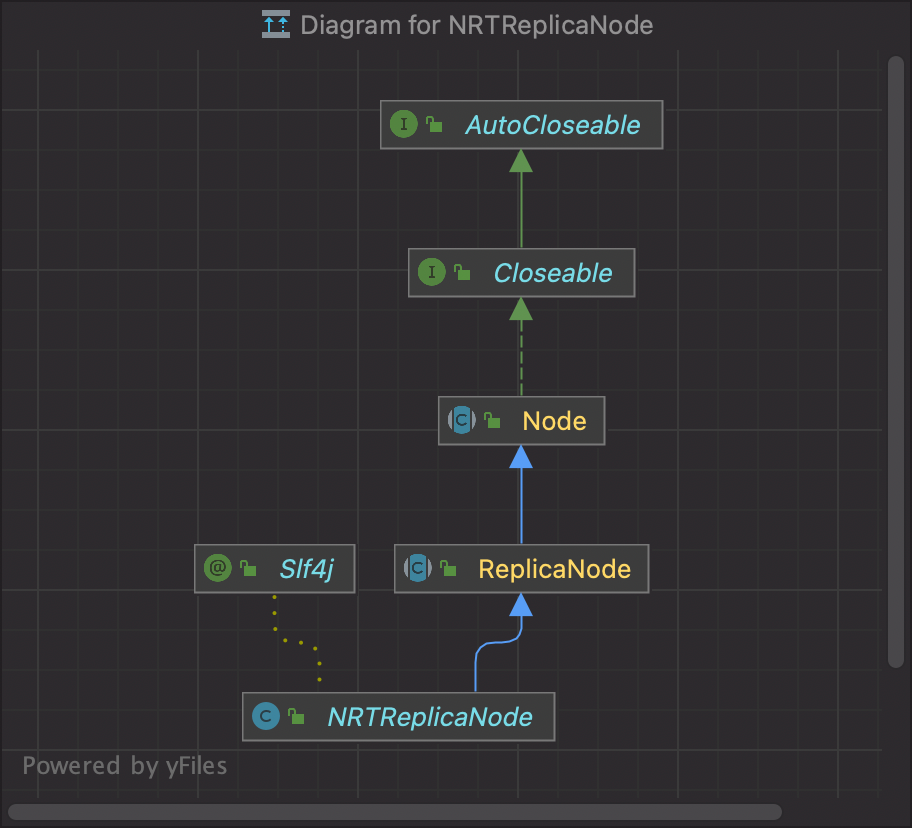 Diagram for NRTReplicaNode
I AutoCloseable
I Closeable
C Node
@ Slf4j
C ReplicaNode
C NRTReplicaNode
Powered by yFiles